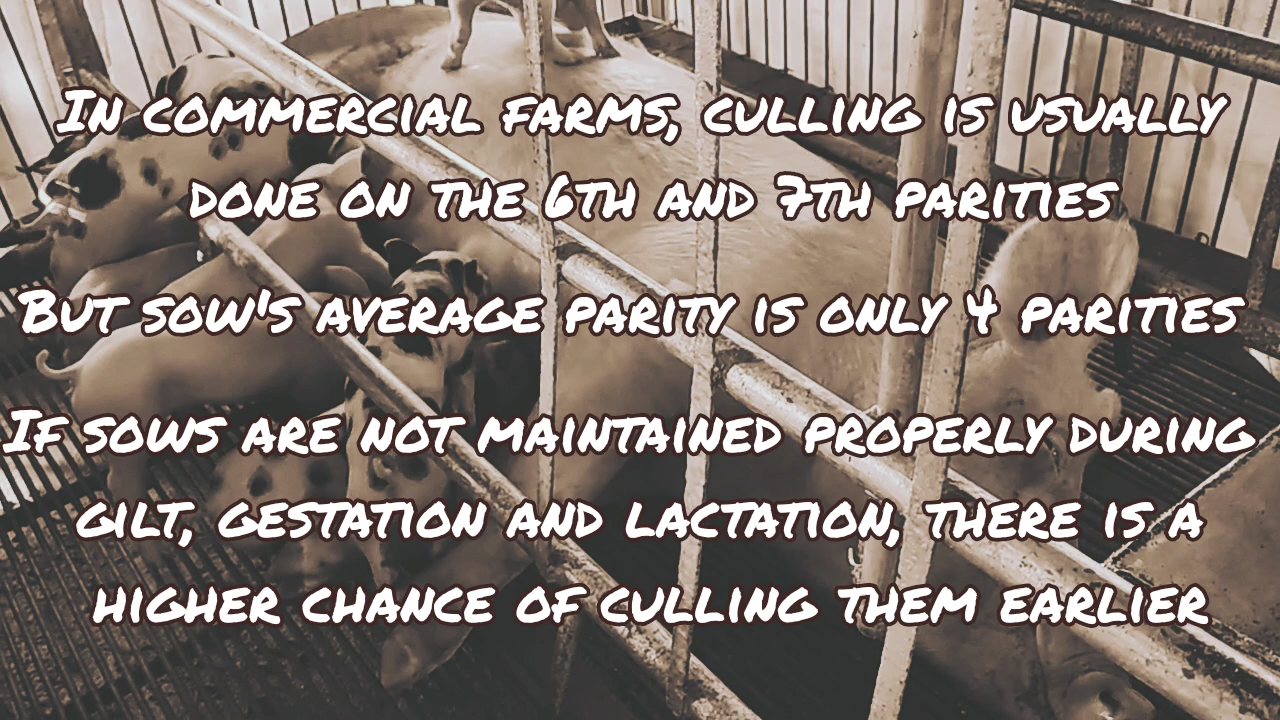 In commercial farms, culling is usually
done on the 6th and 7th parities
But sow's average parity is only 4 parities
If sows are not maintained properly during
gilt, gestation and lactation, there is a
higher chance of culling them earlier